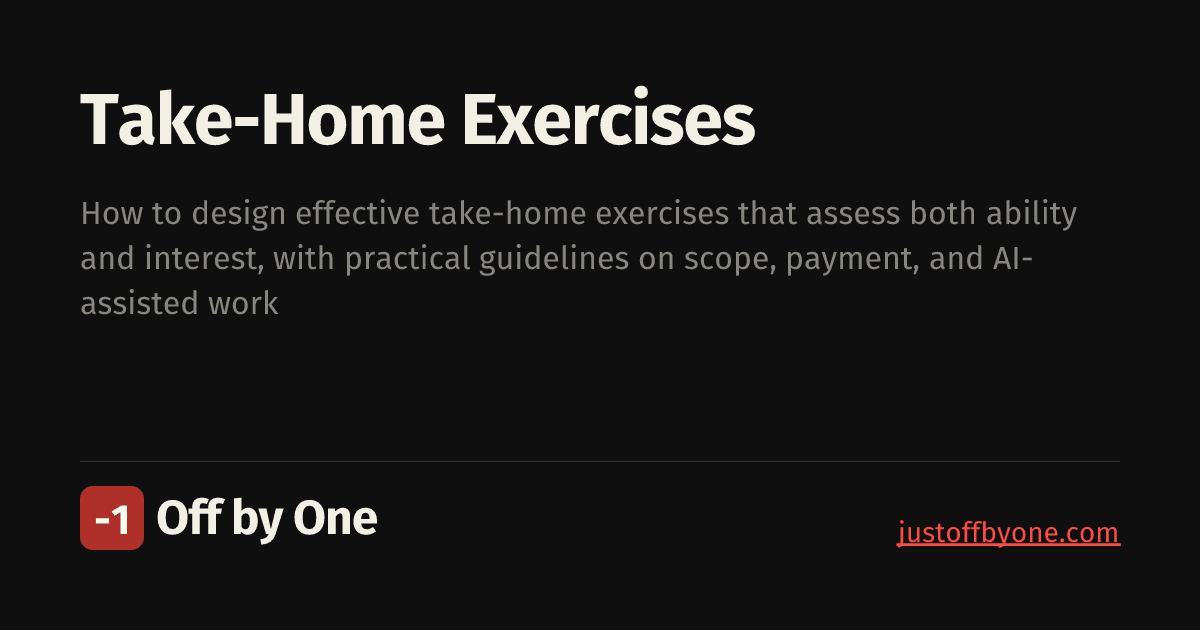 Take-Home Exercises
How to design effective take-home exercises that assess both ability
and interest, with practical guidelines on scope, payment, and AI-
assisted work
-1 Off by One
justoffbyone.com